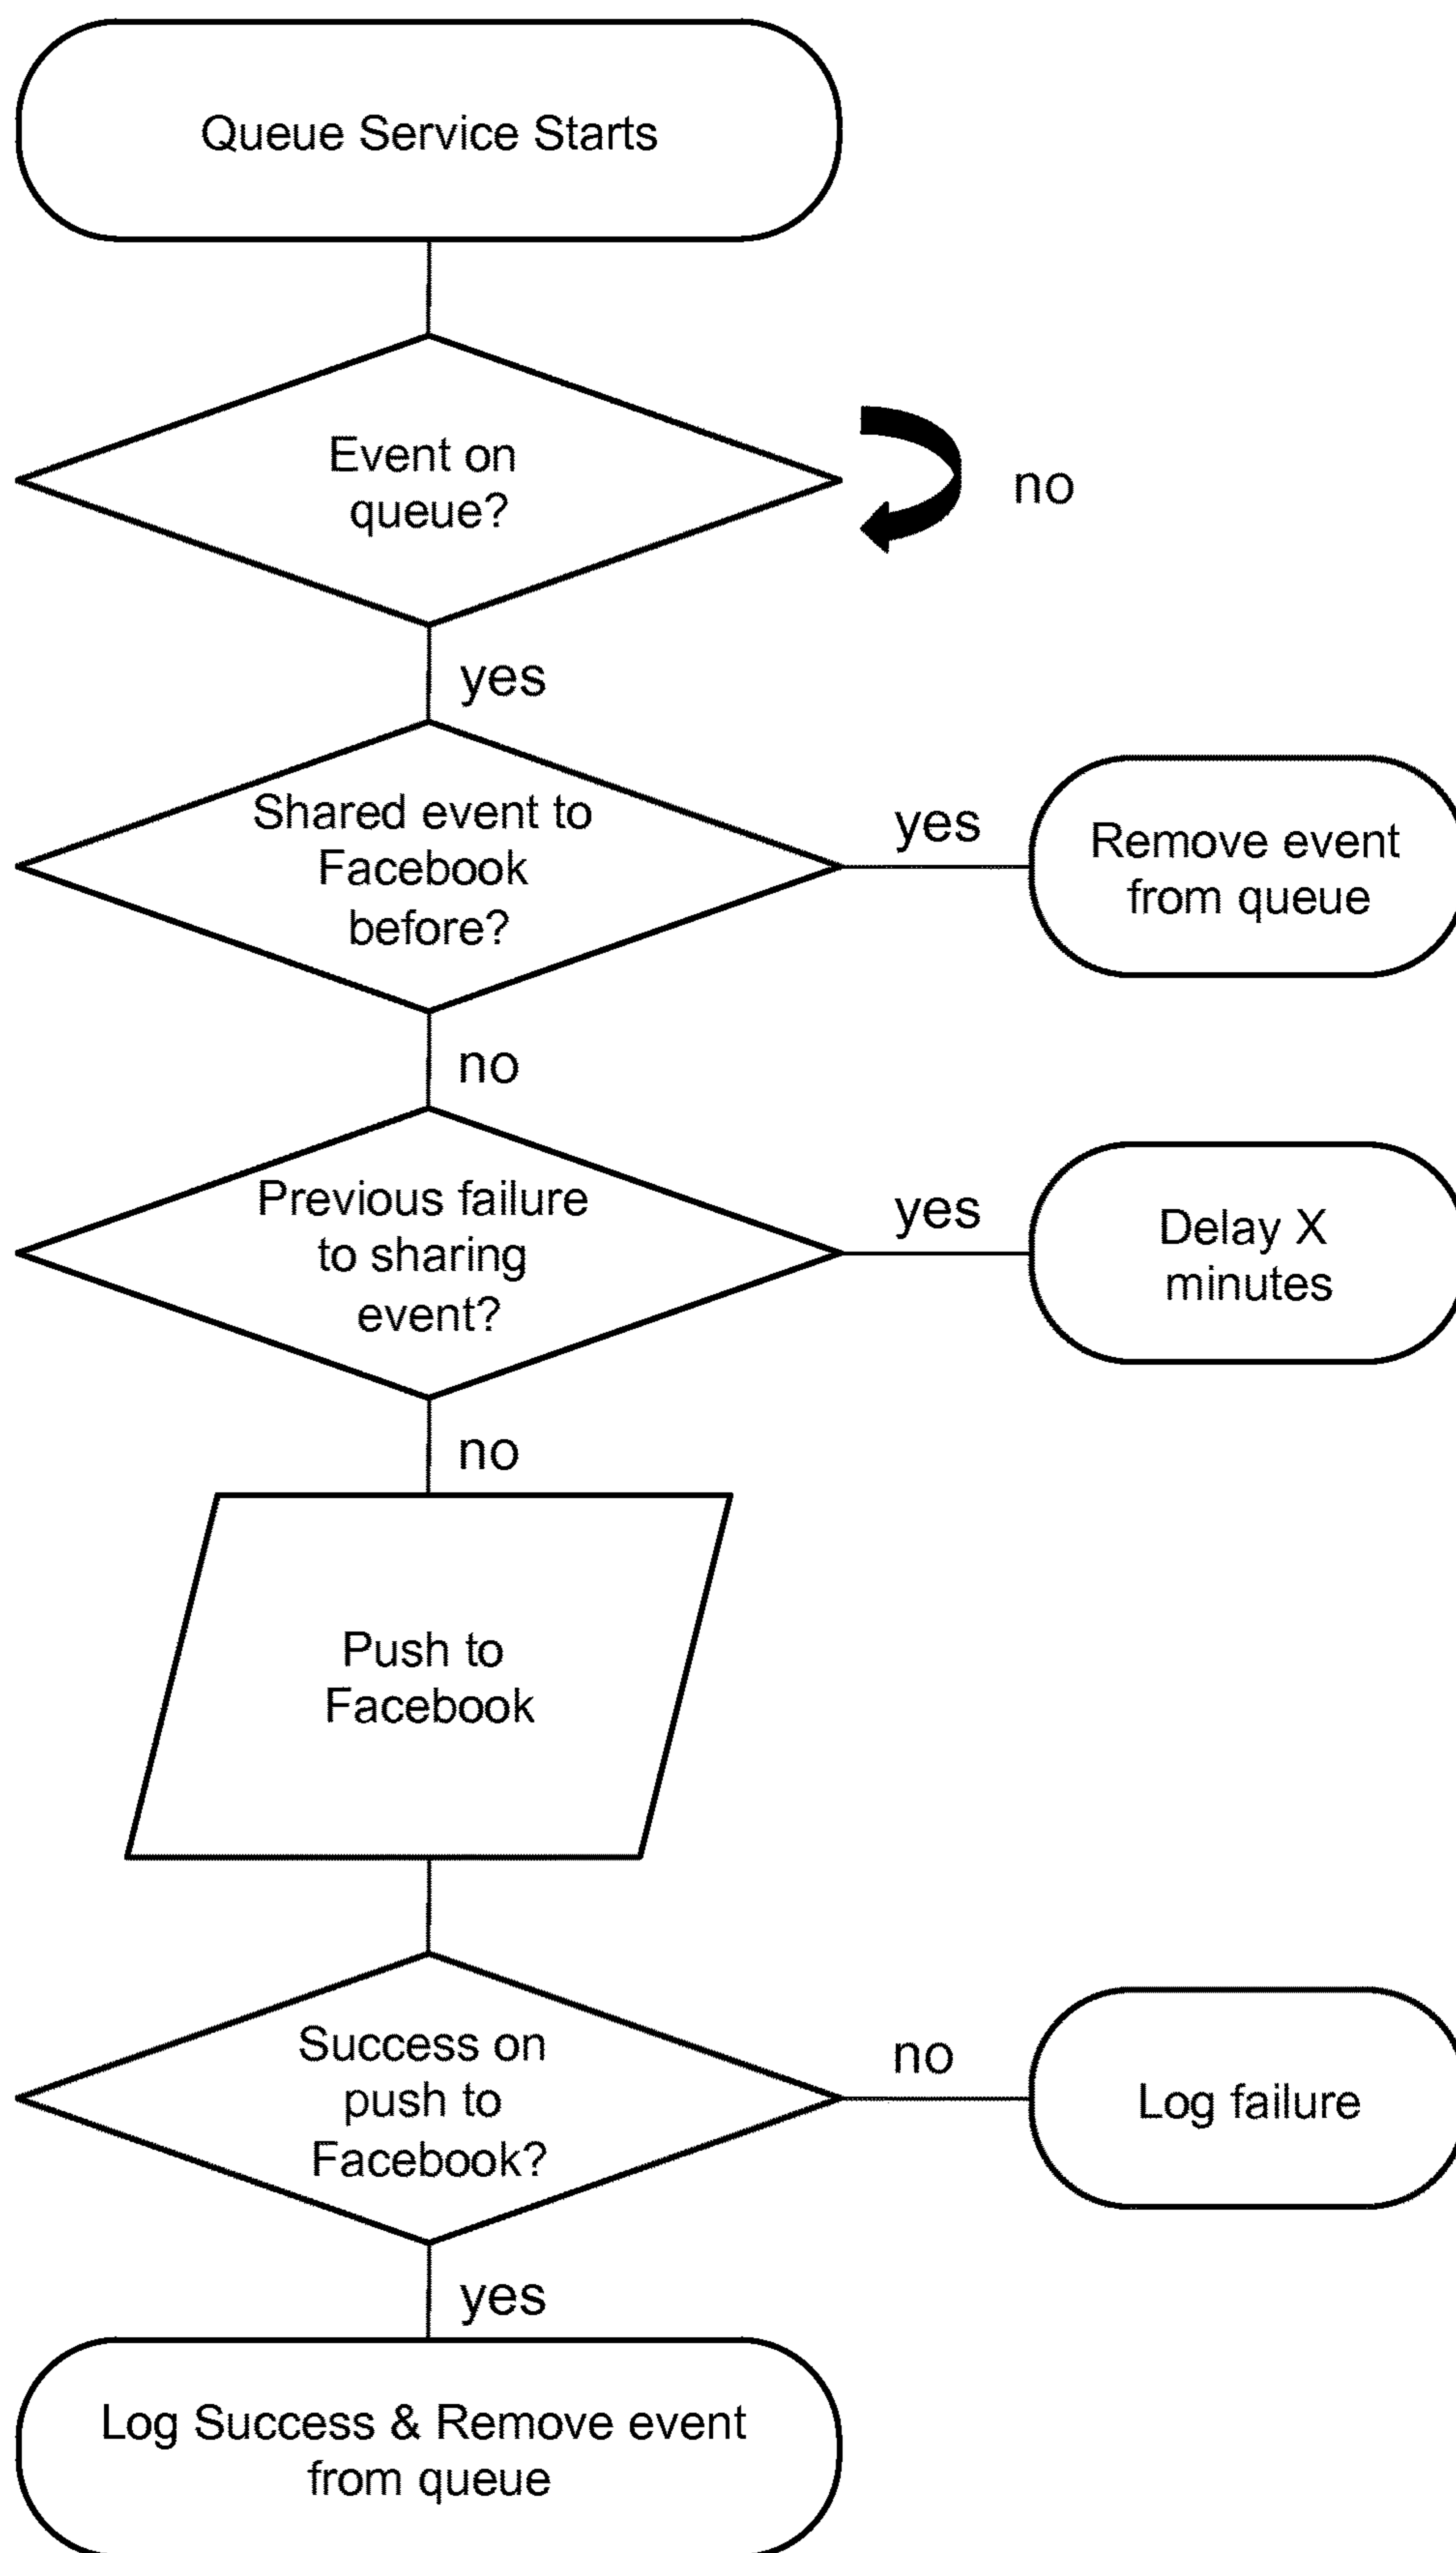 Queue Service Starts
Event on
queue?
no
yes
Shared event to
Facebook
before?
yes
Remove event
from queue
no
Previous failure
to sharing
event?
yes
Delay X
minutes
no
Push to
Facebook
Success on
push to
Facebook?
no
Log failure
yes
Log Success & Remove event
from queue